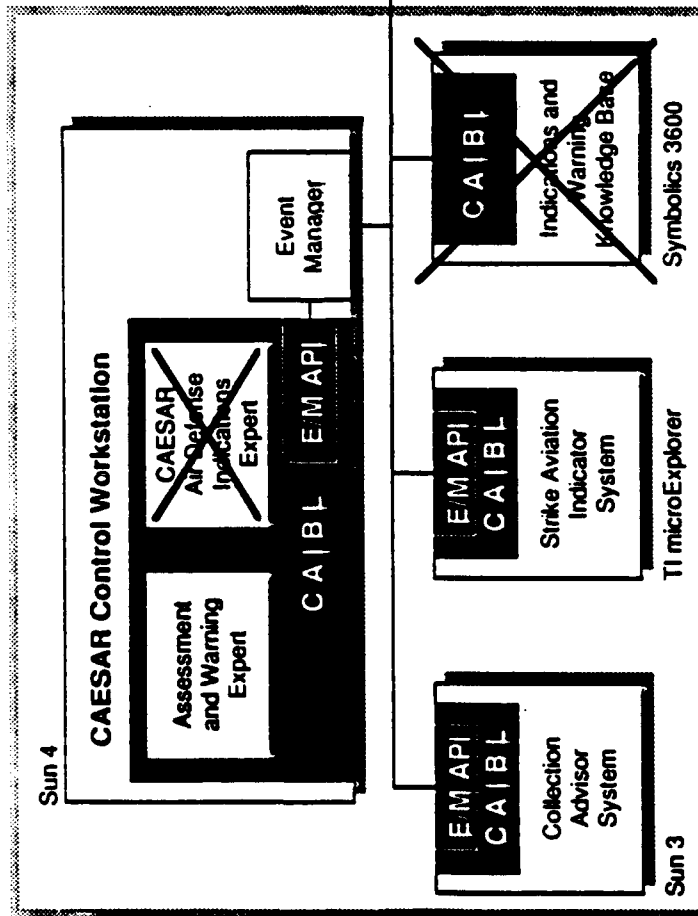 Sun 4
CAESAR Control Workstation
Assessment
and Warning
Expert
CAESAR
Air Defense
Indications
Expert
C A I B L
E/M API
Event
Manager
E/M API
C A I B L
Collection
Advisor
System
Sun 3
E/M API
C A I B L
Strike Aviation
Indicator
System
TI microExplorer
C A I B L
Indications and
Warning
Knowledge Base
Symbolics 3600